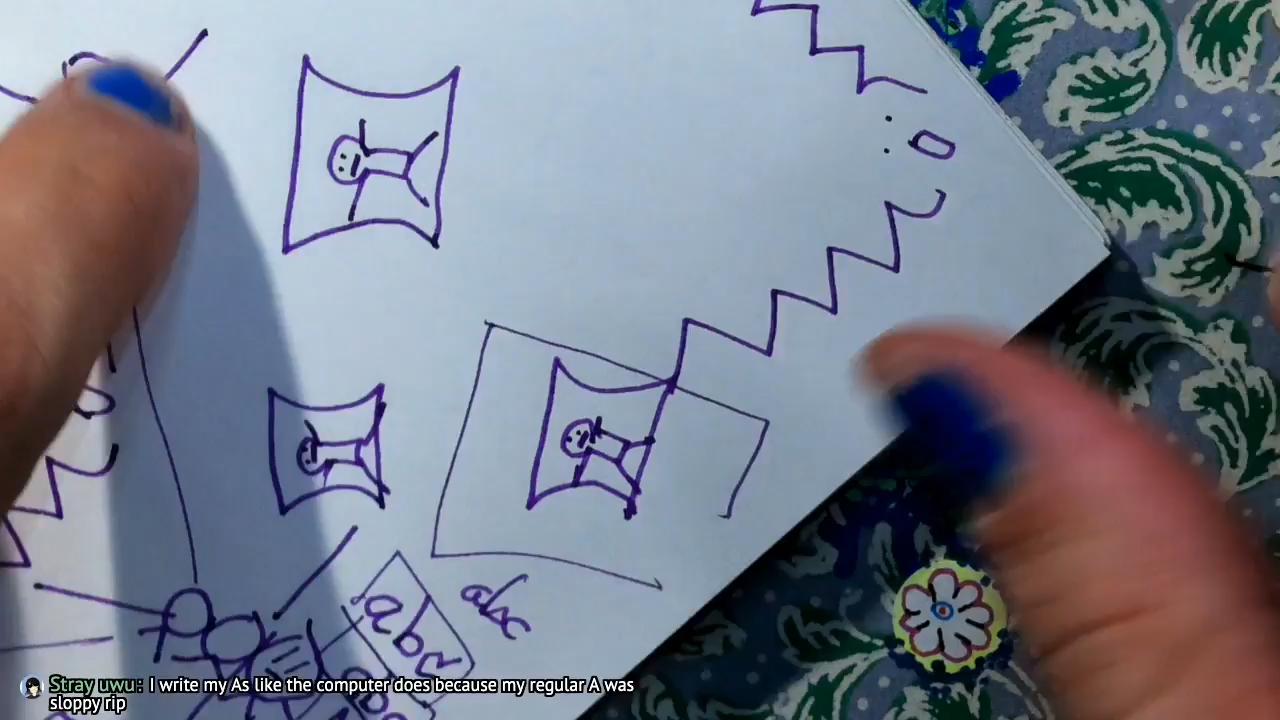 abc
abc
Stray uwu : I write my As like the computer does because my regular A was
sloppy rip